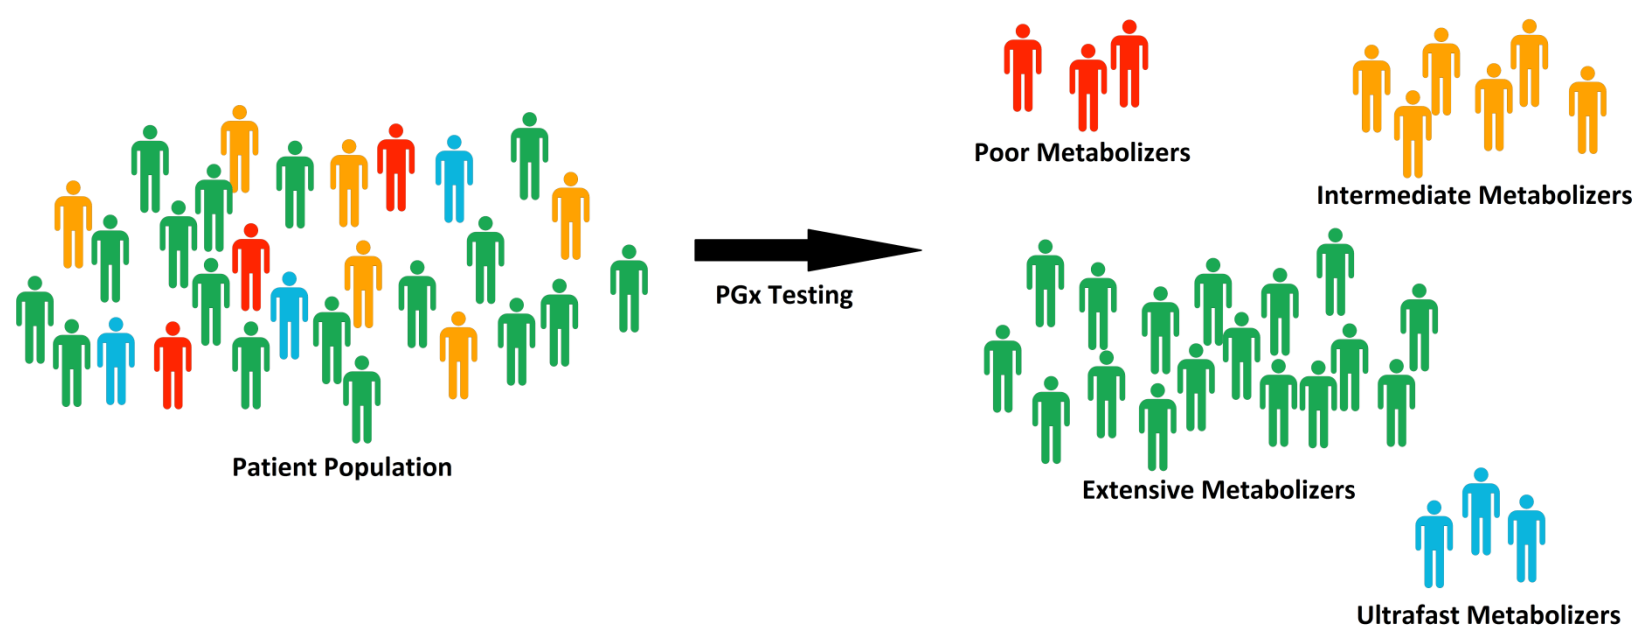 Poor Metabolizers
Intermediate Metabolizers
PGx Testing
Patient Population
Extensive Metabolizers
Ultrafast Metabolizers